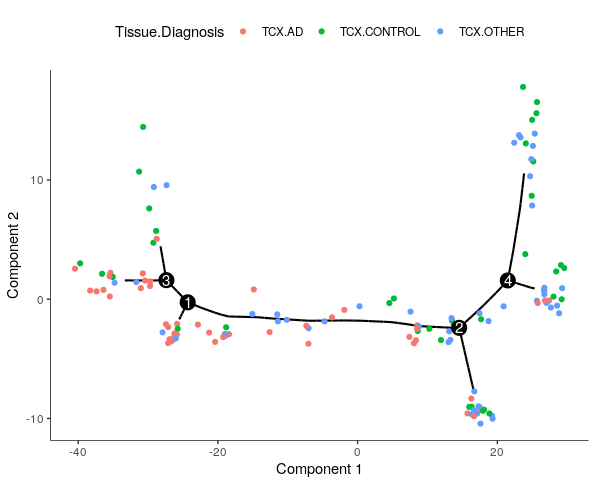 Tissue.Diagnosis TCX.AD TCX.CONTROL TCX.OTHER
Component 2
10
0
-10
3
1
4
2
-40 -20 0 20
Component 1